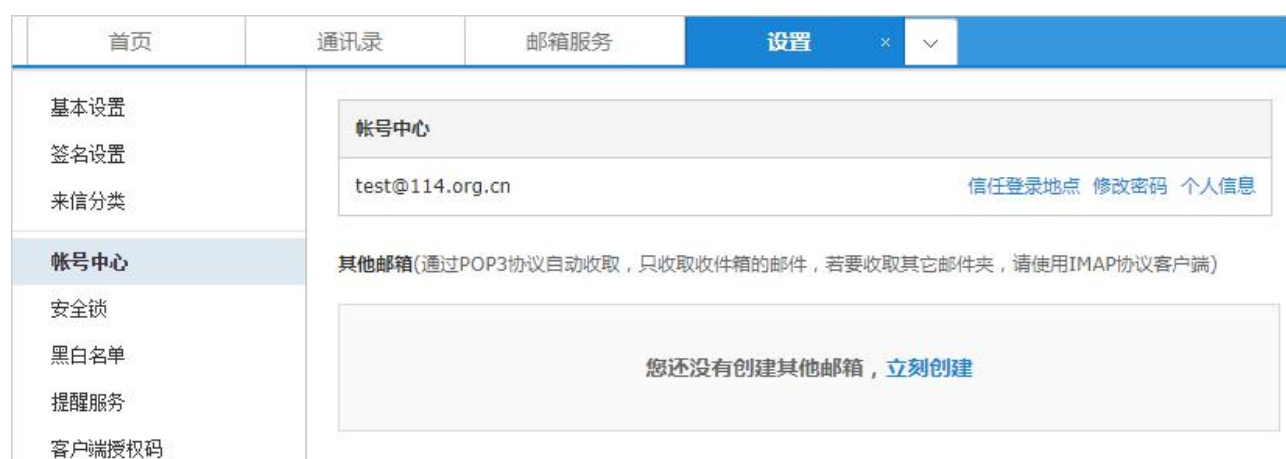 首页 通讯录 邮箱服务 设置 ×
基本设置
签名设置
来信分类
帐号中心
安全锁
黑白名单
提醒服务
客户端授权码
帐号中心
test@114.org.cn 信任登录地点 修改密码 个人信息
其他邮箱(通过POP3协议自动收取，只收取收件箱的邮件，若要收取其它邮件夹，请使用IMAP协议客户端)
您还没有创建其他邮箱，立刻创建